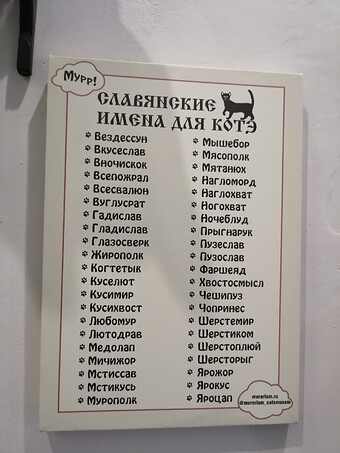 Мурр!
СЛАВЯНСКИЕ
ИМЕНА ДЛЯ КОТЭ
Вездессун
Вкусеслав
Вночискок
Всепожрал
Всесвалюн
Вуглусрат
Гадислав
Гладислав
Глазосверк
Жирополк
Когтетык
Куселют
Кусимир
Кусихвост
Любомур
Лютодрав
Медолап
Мичижор
Мстиссав
Мстикусь
Мурополк
Мышебор
Мясополк
Мятанюх
Нагломорд
Наглохват
Ногохват
Ночеблуд
Прыгнарук
Пузеслав
Пузослав
Фаршеяд
Хвостомысл
Чешипуз
Чопринес
Шерстемир
Шерстиком
Шерстоплюй
Шерсторыг
Ярожор
Ярокус
Яроцап
murarium.ru
@murarium_catsmuseum